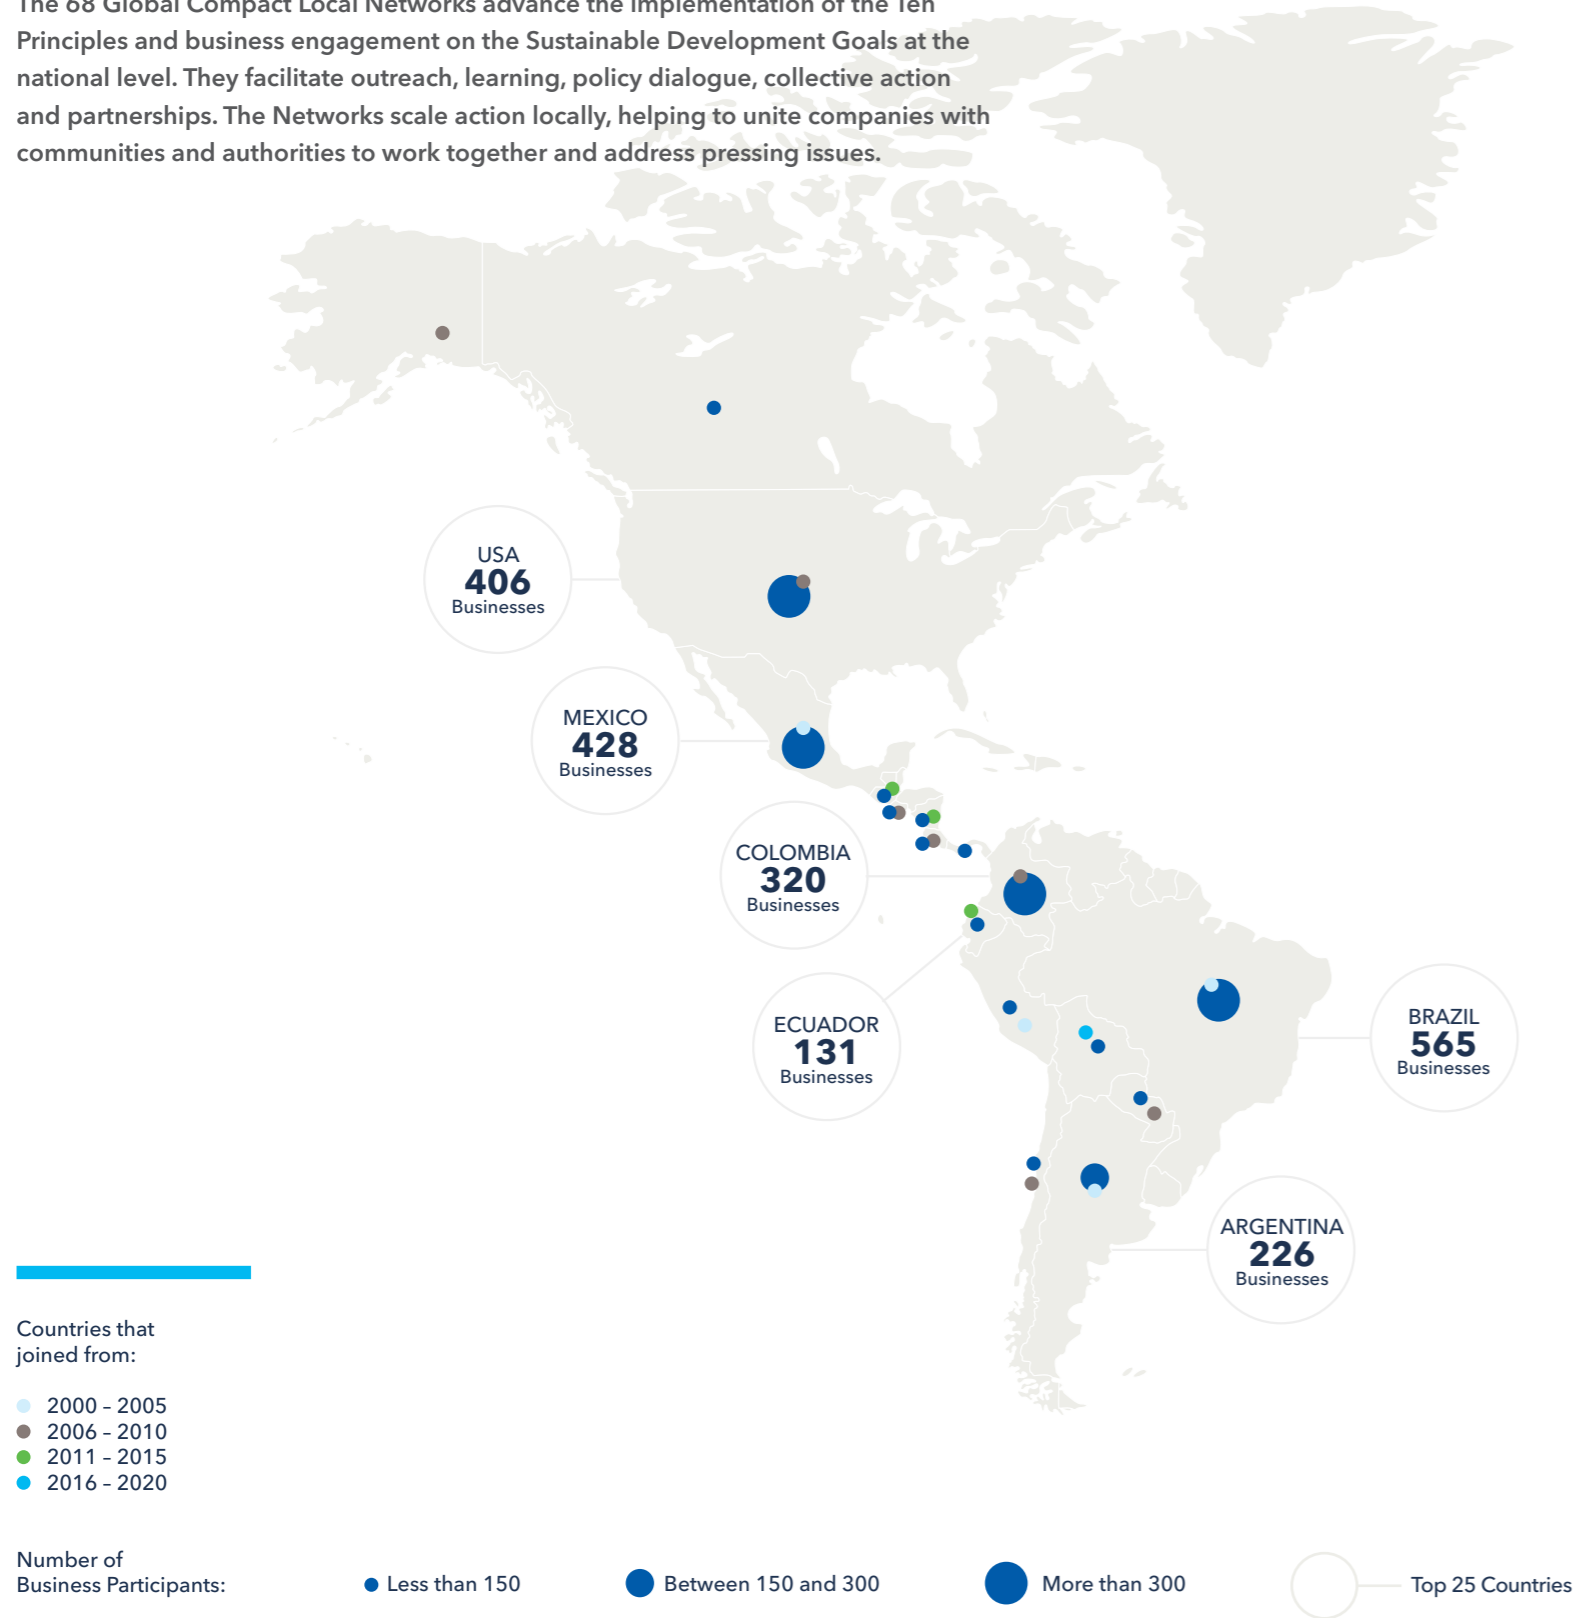 The 68 Global Compact Local Networks advance the implementation of the Ten
Principles and business engagement on the Sustainable Development Goals at the
national level. They facilitate outreach, learning, policy dialogue, collective action
and partnerships. The Networks scale action locally, helping to unite companies with
communities and authorities to work together and address pressing issues.
USA
406
Businesses
MEXICO
428
Businesses
COLOMBIA
320
Businesses
ECUADOR
131
Businesses
BRAZIL
565
Businesses
ARGENTINA
226
Businesses
Countries that
joined from:
2000 – 2005
2006 – 2010
2011 – 2015
2016 – 2020
Number of
Business Participants:
Less than 150
Between 150 and 300
More than 300
Top 25 Countries